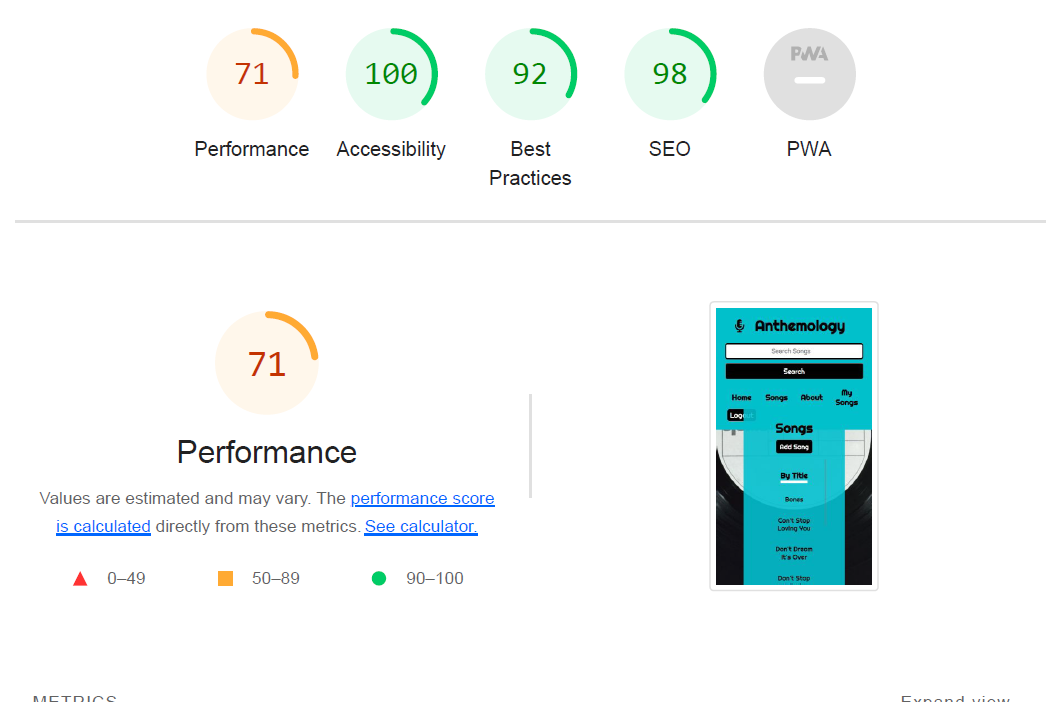 71
100
92
98
PWA
Performance
Accessibility
Best
Practices
SEO
PWA
71
Performance
Values are estimated and may vary. The performance score
is calculated directly from these metrics. See calculator.
0–49
50–89
90–100
Anthemology
Search Songs
Search
Home
Songs
About
My
Songs
Logout
Songs
Add Song
By Title
Bones
Can't Stop
Loving You
Don't Dream
It's Over
Don't Stop
METRICS
Expand view